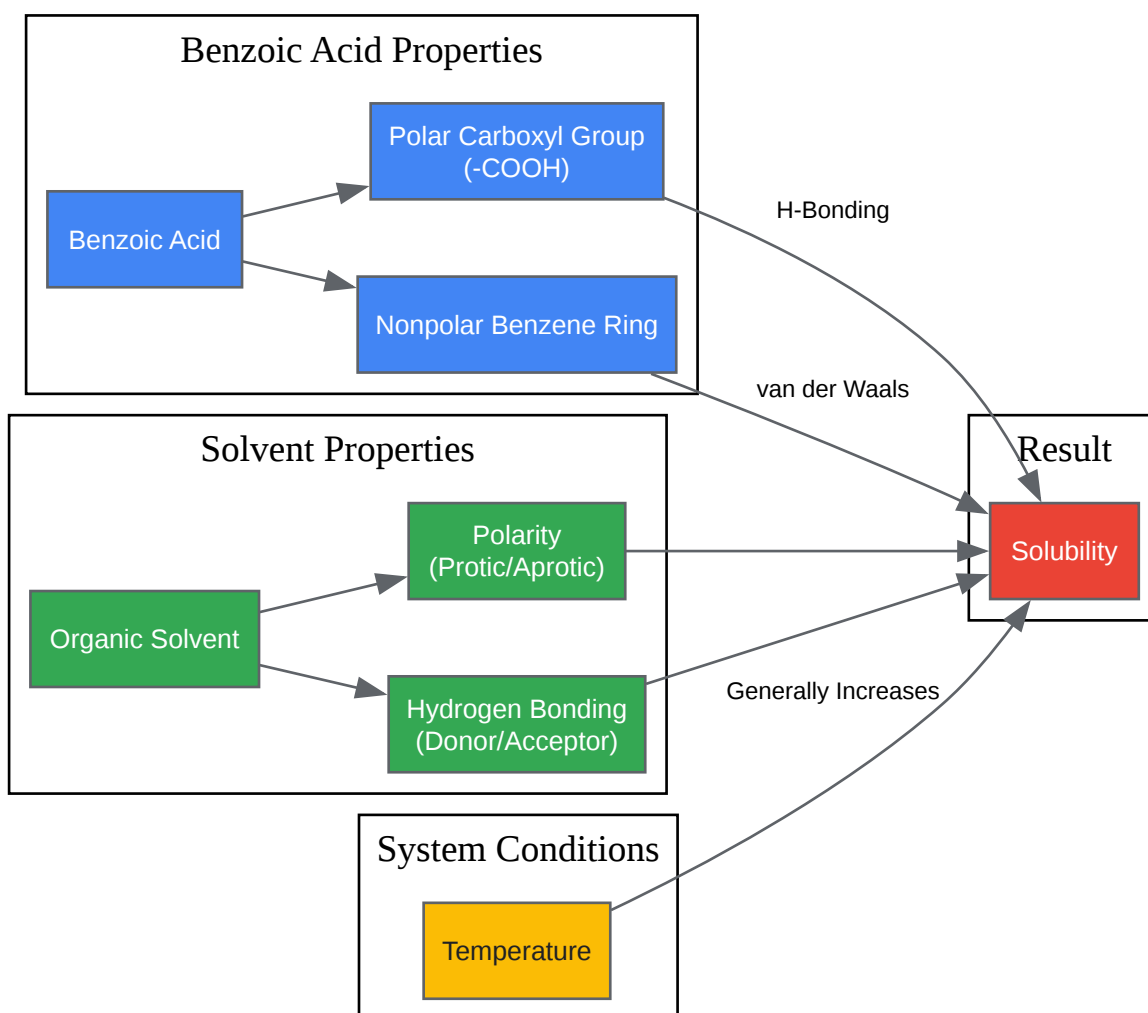 Benzoic Acid Properties
Polar Carboxyl Group
(-COOH)
Benzoic Acid
Nonpolar Benzene Ring
H-Bonding
van der Waals
Solvent Properties
Polarity
(Protic/Aprotic)
Organic Solvent
Hydrogen Bonding
(Donor/Acceptor)
Result
Solubility
Generally Increases
System Conditions
Temperature